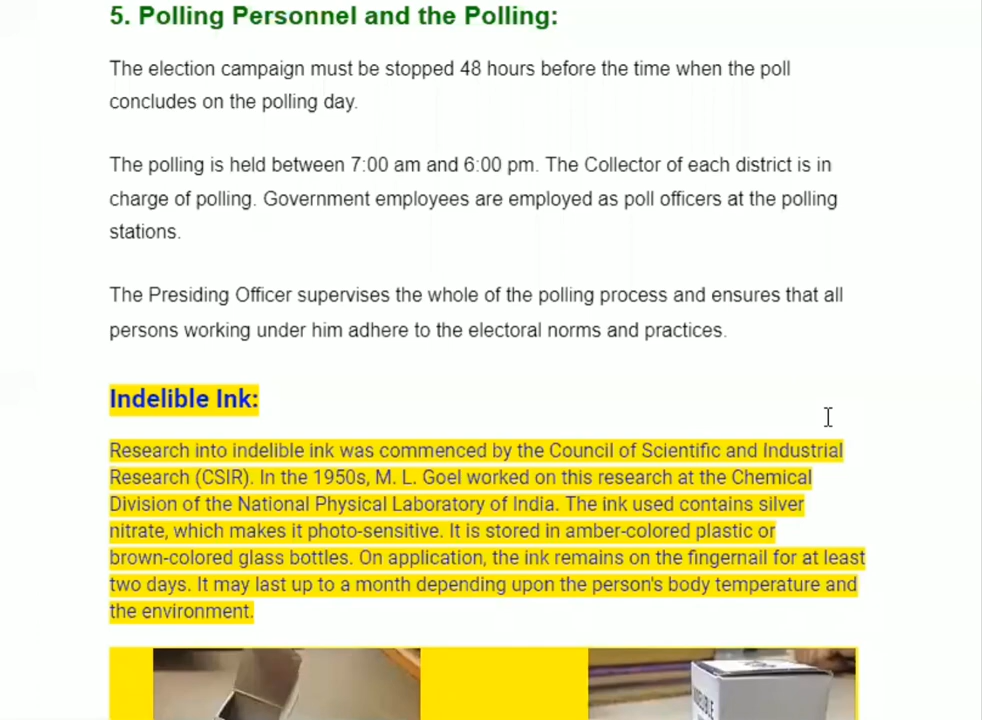 5. Polling Personnel and the Polling:
The election campaign must be stopped 48 hours before the time when the poll
concludes on the polling day.
The polling is held between 7:00 am and 6:00 pm. The Collector of each district is in
charge of polling. Government employees are employed as poll officers at the polling
stations.
The Presiding Officer supervises the whole of the polling process and ensures that all
persons working under him adhere to the electoral norms and practices.
Indelible Ink:
Research into indelible ink was commenced by the Council of Scientific and Industrial
Research (CSIR). In the 1950s, M. L. Goel worked on this research at the Chemical
Division of the National Physical Laboratory of India. The ink used contains silver
nitrate, which makes it photo-sensitive. It is stored in amber-colored plastic or
brown-colored glass bottles. On application, the ink remains on the fingernail for at least
two days. It may last up to a month depending upon the person's body temperature and
the environment.